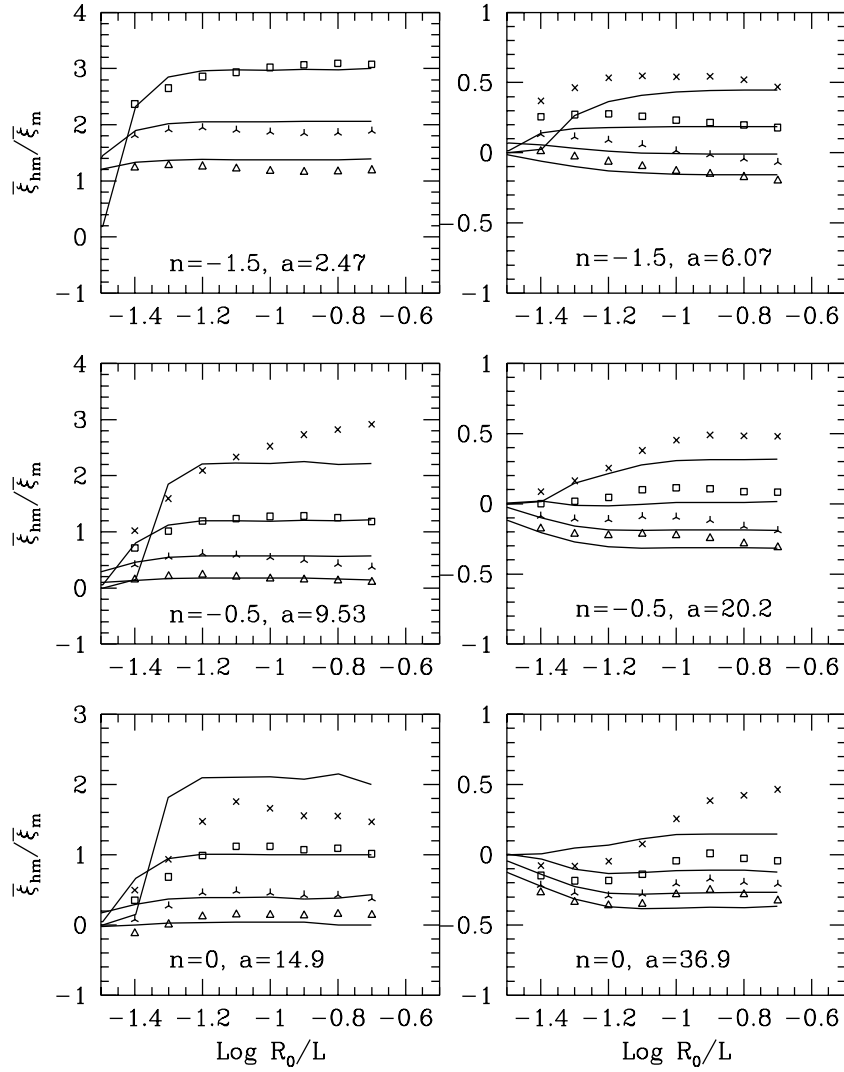 4
3
2
1
0
−1
ξ̅hm/ξ̅m
n=−1.5, a=2.47
−1.4 −1.2 −1 −0.8 −0.6
1
0.5
0
−0.5
−1
n=−1.5, a=6.07
−1.4 −1.2 −1 −0.8 −0.6
4
3
2
1
0
−1
ξ̅hm/ξ̅m
n=−0.5, a=9.53
−1.4 −1.2 −1 −0.8 −0.6
1
0.5
0
−0.5
−1
n=−0.5, a=20.2
−1.4 −1.2 −1 −0.8 −0.6
3
2
1
0
−1
ξ̅hm/ξ̅m
n=0, a=14.9
−1.4 −1.2 −1 −0.8 −0.6
Log R0/L
1
0.5
0
−0.5
−1
n=0, a=36.9
−1.4 −1.2 −1 −0.8 −0.6
Log R0/L